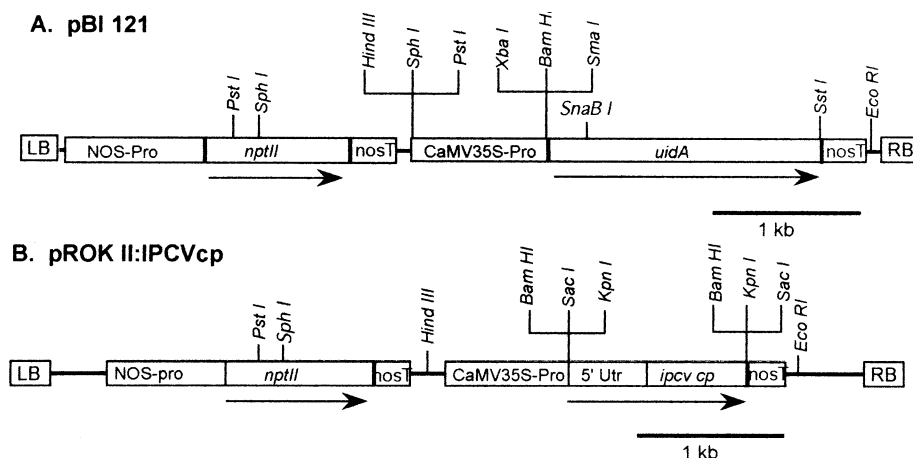 A. pBI 121
Hind III
Sph I
Pst I
Xba I
Bam H
Sma I
Pst I
Sph I
SnaB I
Sst I
Eco RI
LB
NOS-Pro
nptII
nosT
CaMV35S-Pro
uidA
nosT
RB
1 kb
B. pROK II:IPCVcp
Bam HI
Sac I
Kpn I
Bam HI
Kpn I
Sac I
Pst I
Sph I
Hind III
Eco RI
LB
NOS-pro
nptII
nosT
CaMV35S-Pro
5' Utr
ipcv cp
nosT
RB
1 kb